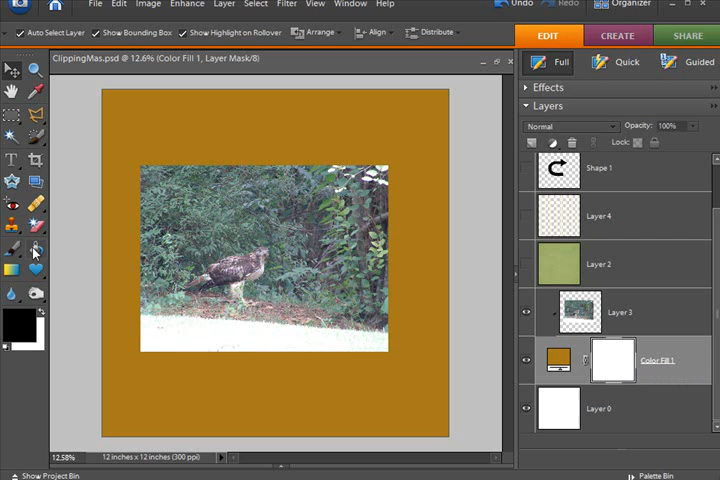 File Edit Image Enhance Layer Select Filter View Window Help
Undo Redo Organizer
Auto Select Layer Show Bounding Box Show Highlight on Rollover Arrange Align Distribute
EDIT CREATE SHARE
ClippingMas.psd @ 12.6% (Color Fill 1, Layer Mask/8)
Full Quick Guided
Effects
Layers
Normal Opacity: 100%
Lock:
Shape 1
Layer 4
Layer 2
Layer 3
Color Fill 1
Layer 0
T
12.58% 12 inches x 12 inches (300 ppi)
Show Project Bin Palette Bin